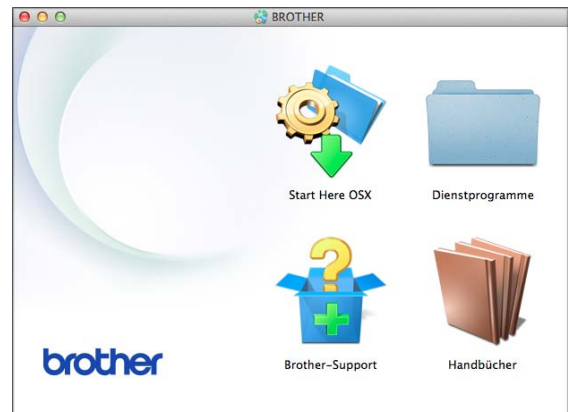 BROTHER
Start Here OSX
Dienstprogramme
Brother-Support
Handbücher
brother